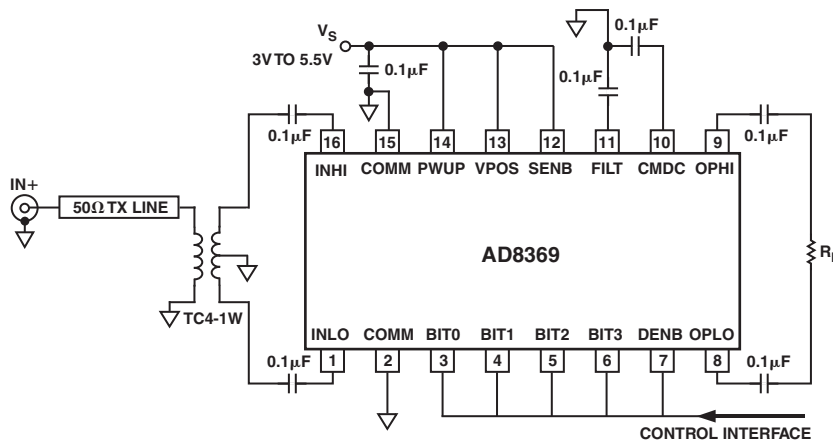 V_S
3V TO 5.5V
0.1µF
0.1µF
0.1µF
0.1µF
0.1µF
16 15 14 13 12 11 10 9
INHI COMM PWUP VPOS SENB FILT CMDC OPHI
IN+
50Ω TX LINE
AD8369
TC4-1W
INLO COMM BIT0 BIT1 BIT2 BIT3 DENB OPLO
1 2 3 4 5 6 7 8
0.1µF
0.1µF
CONTROL INTERFACE